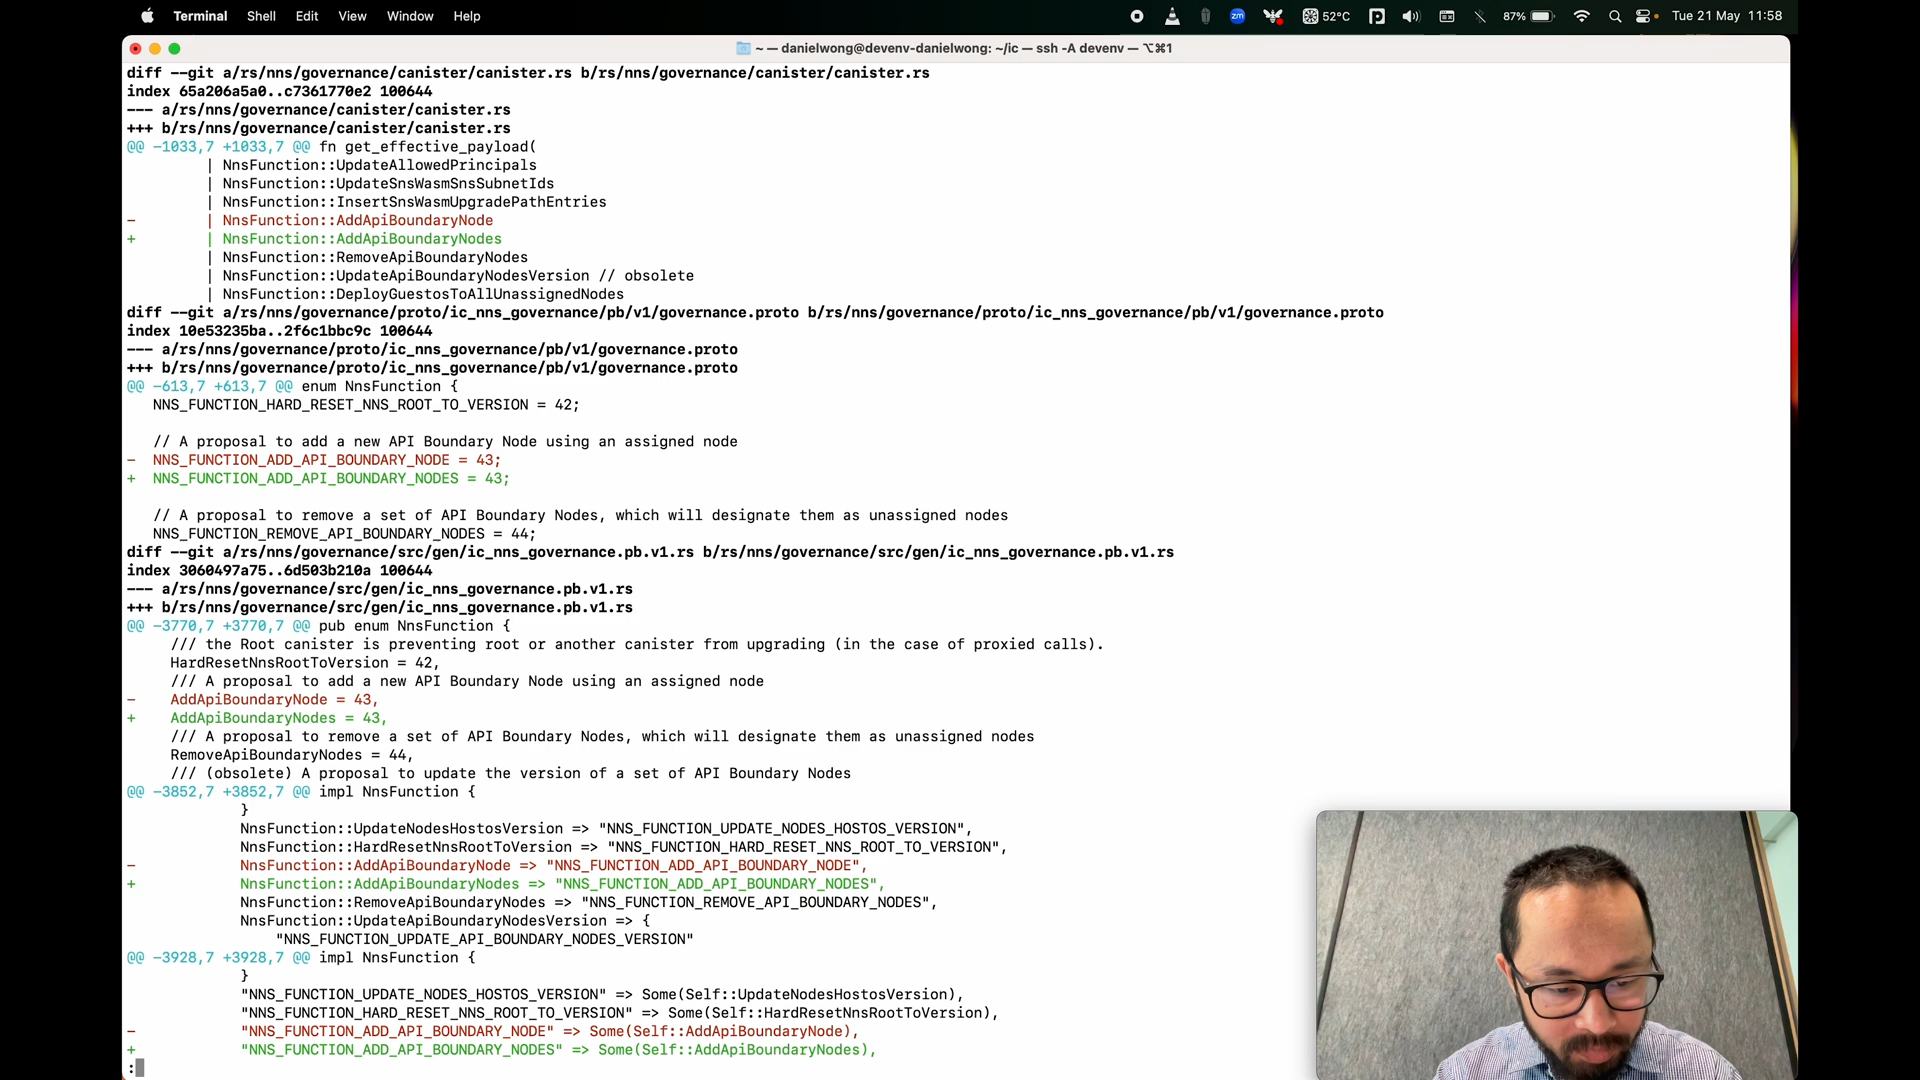 Terminal Shell Edit View Window Help zm 52°C 87% Tue 21 May 11:58
~ — danielwong@devenv-danielwong: ~/ic — ssh -A devenv — ⌥⌘1
diff --git a/rs/nns/governance/canister/canister.rs b/rs/nns/governance/canister/canister.rs
index 65a206a5a0..c7361770e2 100644
--- a/rs/nns/governance/canister/canister.rs
+++ b/rs/nns/governance/canister/canister.rs
@@ -1033,7 +1033,7 @@ fn get_effective_payload(
| NnsFunction::UpdateAllowedPrincipals
| NnsFunction::UpdateSnsWasmSnsSubnetIds
| NnsFunction::InsertSnsWasmUpgradePathEntries
- | NnsFunction::AddApiBoundaryNode
+ | NnsFunction::AddApiBoundaryNodes
| NnsFunction::RemoveApiBoundaryNodes
| NnsFunction::UpdateApiBoundaryNodesVersion // obsolete
| NnsFunction::DeployGuestosToAllUnassignedNodes
diff --git a/rs/nns/governance/proto/ic_nns_governance/pb/v1/governance.proto b/rs/nns/governance/proto/ic_nns_governance/pb/v1/governance.proto
index 10e53235ba..2f6c1bbc9c 100644
--- a/rs/nns/governance/proto/ic_nns_governance/pb/v1/governance.proto
+++ b/rs/nns/governance/proto/ic_nns_governance/pb/v1/governance.proto
@@ -613,7 +613,7 @@ enum NnsFunction {
NNS_FUNCTION_HARD_RESET_NNS_ROOT_TO_VERSION = 42;
// A proposal to add a new API Boundary Node using an assigned node
- NNS_FUNCTION_ADD_API_BOUNDARY_NODE = 43;
+ NNS_FUNCTION_ADD_API_BOUNDARY_NODES = 43;
// A proposal to remove a set of API Boundary Nodes, which will designate them as unassigned nodes
NNS_FUNCTION_REMOVE_API_BOUNDARY_NODES = 44;
diff --git a/rs/nns/governance/src/gen/ic_nns_governance.pb.v1.rs b/rs/nns/governance/src/gen/ic_nns_governance.pb.v1.rs
index 3060497a75..6d503b210a 100644
--- a/rs/nns/governance/src/gen/ic_nns_governance.pb.v1.rs
+++ b/rs/nns/governance/src/gen/ic_nns_governance.pb.v1.rs
@@ -3770,7 +3770,7 @@ pub enum NnsFunction {
/// the Root canister is preventing root or another canister from upgrading (in the case of proxied calls).
HardResetNnsRootToVersion = 42,
/// A proposal to add a new API Boundary Node using an assigned node
- AddApiBoundaryNode = 43,
+ AddApiBoundaryNodes = 43,
/// A proposal to remove a set of API Boundary Nodes, which will designate them as unassigned nodes
RemoveApiBoundaryNodes = 44,
/// (obsolete) A proposal to update the version of a set of API Boundary Nodes
@@ -3852,7 +3852,7 @@ impl NnsFunction {
}
NnsFunction::UpdateNodesHostosVersion => "NNS_FUNCTION_UPDATE_NODES_HOSTOS_VERSION",
NnsFunction::HardResetNnsRootToVersion => "NNS_FUNCTION_HARD_RESET_NNS_ROOT_TO_VERSION",
- NnsFunction::AddApiBoundaryNode => "NNS_FUNCTION_ADD_API_BOUNDARY_NODE",
+ NnsFunction::AddApiBoundaryNodes => "NNS_FUNCTION_ADD_API_BOUNDARY_NODES",
NnsFunction::RemoveApiBoundaryNodes => "NNS_FUNCTION_REMOVE_API_BOUNDARY_NODES",
NnsFunction::UpdateApiBoundaryNodesVersion => {
"NNS_FUNCTION_UPDATE_API_BOUNDARY_NODES_VERSION"
@@ -3928,7 +3928,7 @@ impl NnsFunction {
}
"NNS_FUNCTION_UPDATE_NODES_HOSTOS_VERSION" => Some(Self::UpdateNodesHostosVersion),
"NNS_FUNCTION_HARD_RESET_NNS_ROOT_TO_VERSION" => Some(Self::HardResetNnsRootToVersion),
- "NNS_FUNCTION_ADD_API_BOUNDARY_NODE" => Some(Self::AddApiBoundaryNode),
+ "NNS_FUNCTION_ADD_API_BOUNDARY_NODES" => Some(Self::AddApiBoundaryNodes),
: